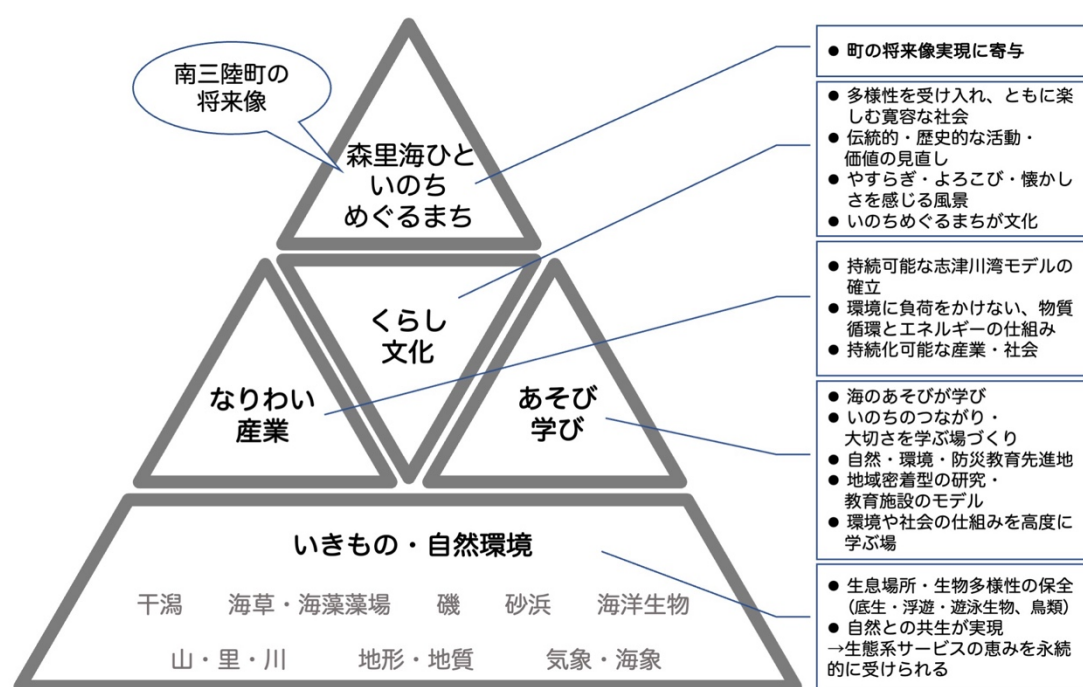 南三陸町の
将来像
森里海ひと
いのち
めぐるまち
くらし
文化
なりわい
産業
あそび
学び
いきもの・自然環境
干潟 海草・海藻藻場 磯 砂浜 海洋生物
山・里・川 地形・地質 気象・海象
● 町の将来像実現に寄与
● 多様性を受け入れ、ともに楽
しむ寛容な社会
● 伝統的・歴史的な活動・
価値の見直し
● やすらぎ・よろこび・懐かし
さを感じる風景
● いのちめぐるまちが文化
● 持続可能な志津川湾モデルの
確立
● 環境に負荷をかけない、物質
循環とエネルギーの仕組み
● 持続化可能な産業・社会
● 海のあそびが学び
● いのちのつながり・
大切さを学ぶ場づくり
● 自然・環境・防災教育先進地
● 地域密着型の研究・
教育施設のモデル
● 環境や社会の仕組みを高度に
学ぶ場
● 生息場所・生物多様性の保全
(底生・浮遊・遊泳生物、鳥類)
● 自然との共生が実現
→生態系サービスの恵みを永続
的に受けられる